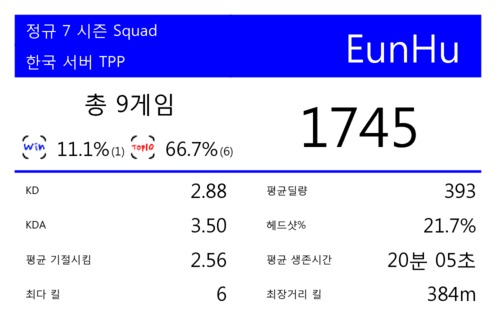 정규 7 시즌 Squad
한국 서버 TPP
EunHu
총 9게임
Win 11.1%(1) Top10 66.7%(6)
1745
KD 2.88
평균딜량 393
KDA 3.50
헤드샷% 21.7%
평균 기절시킴 2.56
평균 생존시간 20분 05초
최다 킬 6
최장거리 킬 384m